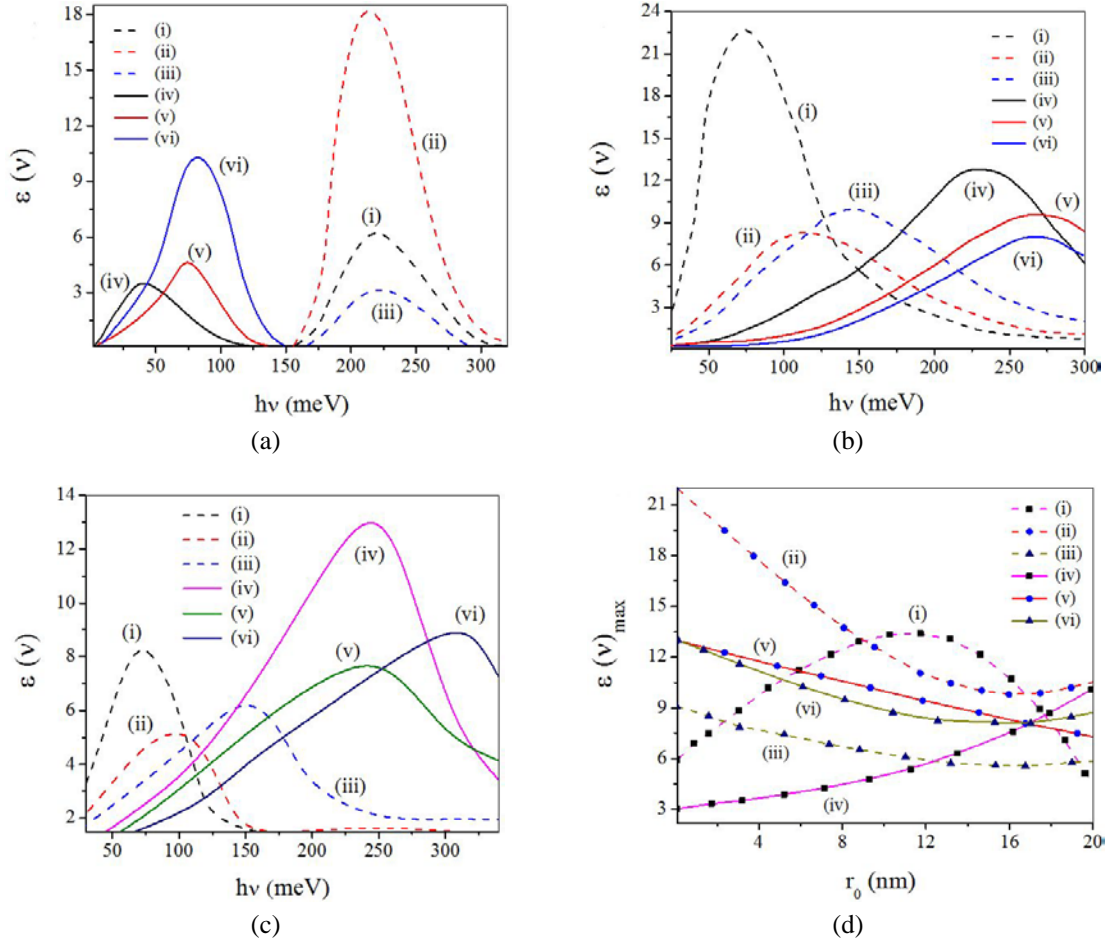 18
15
12
9
6
3
ε (ν)
(i)
(ii)
(iii)
(iv)
(v)
(vi)
(ii)
(vi)
(i)
(v)
(iv)
(iii)
50 100 150 200 250 300
hν (meV)
(a)
24
21
18
15
12
9
6
3
ε (ν)
(i)
(ii)
(iii)
(iv)
(v)
(vi)
(i)
(iii)
(iv)
(v)
(ii)
(vi)
50 100 150 200 250 300
hν (meV)
(b)
14
12
10
8
6
4
2
ε (ν)
(i)
(ii)
(iii)
(iv)
(v)
(vi)
(iv)
(i)
(vi)
(v)
(ii)
(iii)
50 100 150 200 250 300
hν (meV)
(c)
21
18
15
12
9
6
3
ε (ν)max
(i)
(ii)
(iii)
(iv)
(v)
(vi)
(ii)
(i)
(v)
(vi)
(iii)
(iv)
4 8 12 16 20
r0 (nm)
(d)